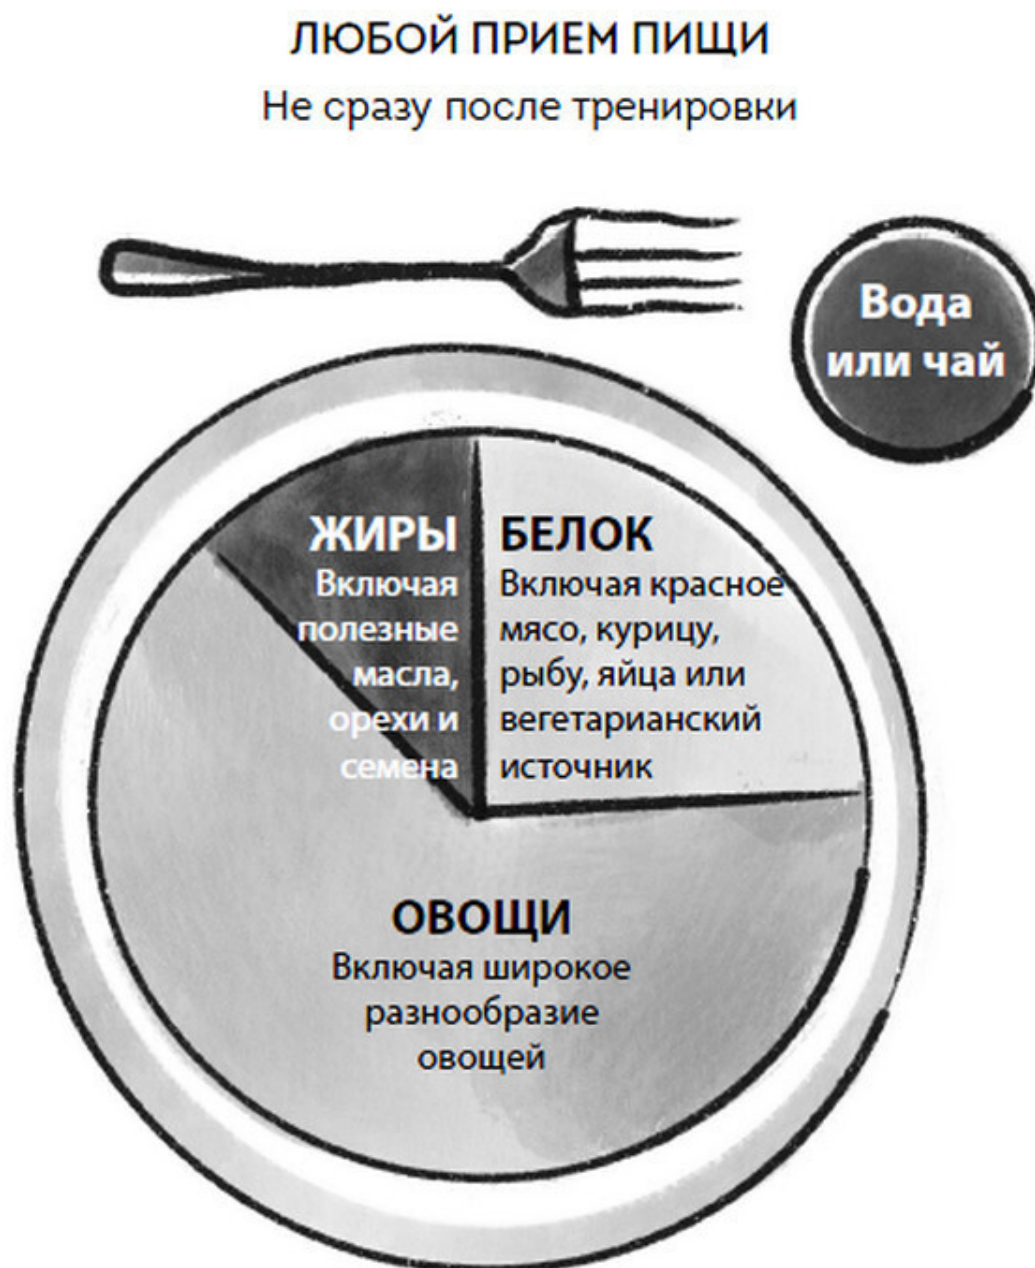 ЛЮБОЙ ПРИЕМ ПИЩИ
Не сразу после тренировки
Вода
или чай
ЖИРЫ
Включая
полезные
масла,
орехи и
семена
БЕЛОК
Включая красное
мясо, курицу,
рыбу, яйца или
вегетарианский
источник
ОВОЩИ
Включая широкое
разнообразие
овощей